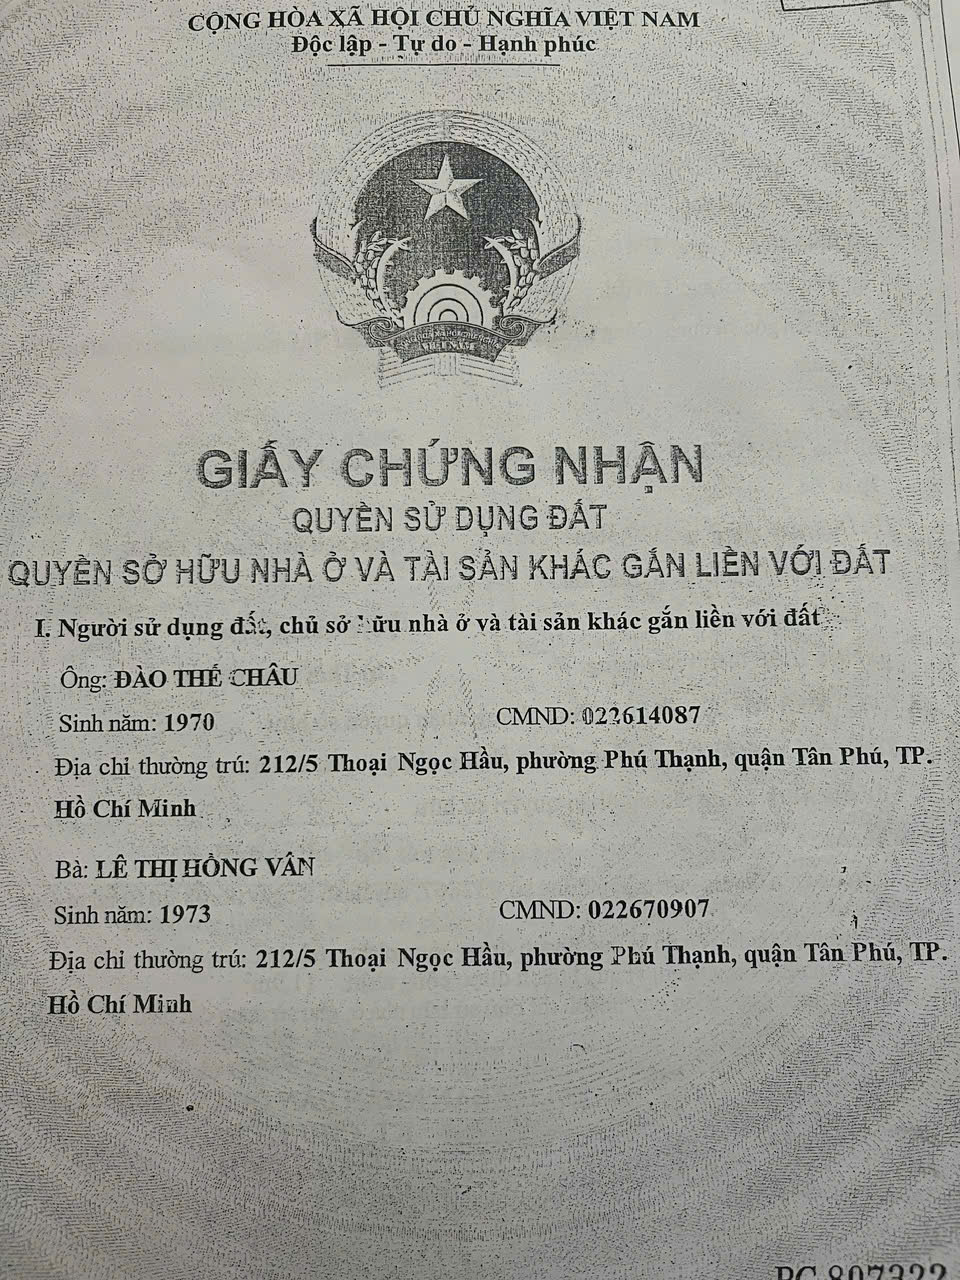 CỘNG HÒA XÃ HỘI CHỦ NGHĨA VIỆT NAM
Độc lập - Tự do - Hạnh phúc
VIỆT NAM
GIẤY CHỨNG NHẬN
QUYỀN SỬ DỤNG ĐẤT
QUYỀN SỞ HỮU NHÀ Ở VÀ TÀI SẢN KHÁC GẮN LIỀN VỚI ĐẤT
I. Người sử dụng đất, chủ sở hữu nhà ở và tài sản khác gắn liền với đất
Ông: ĐÀO THẾ CHÂU
Sinh năm: 1970 CMND: 022614087
Địa chỉ thường trú: 212/5 Thoại Ngọc Hầu, phường Phú Thạnh, quận Tân Phú, TP.
Hồ Chí Minh
Bà: LÊ THỊ HỒNG VÂN
Sinh năm: 1973 CMND: 022670907
Địa chỉ thường trú: 212/5 Thoại Ngọc Hầu, phường Phú Thạnh, quận Tân Phú, TP.
Hồ Chí Minh